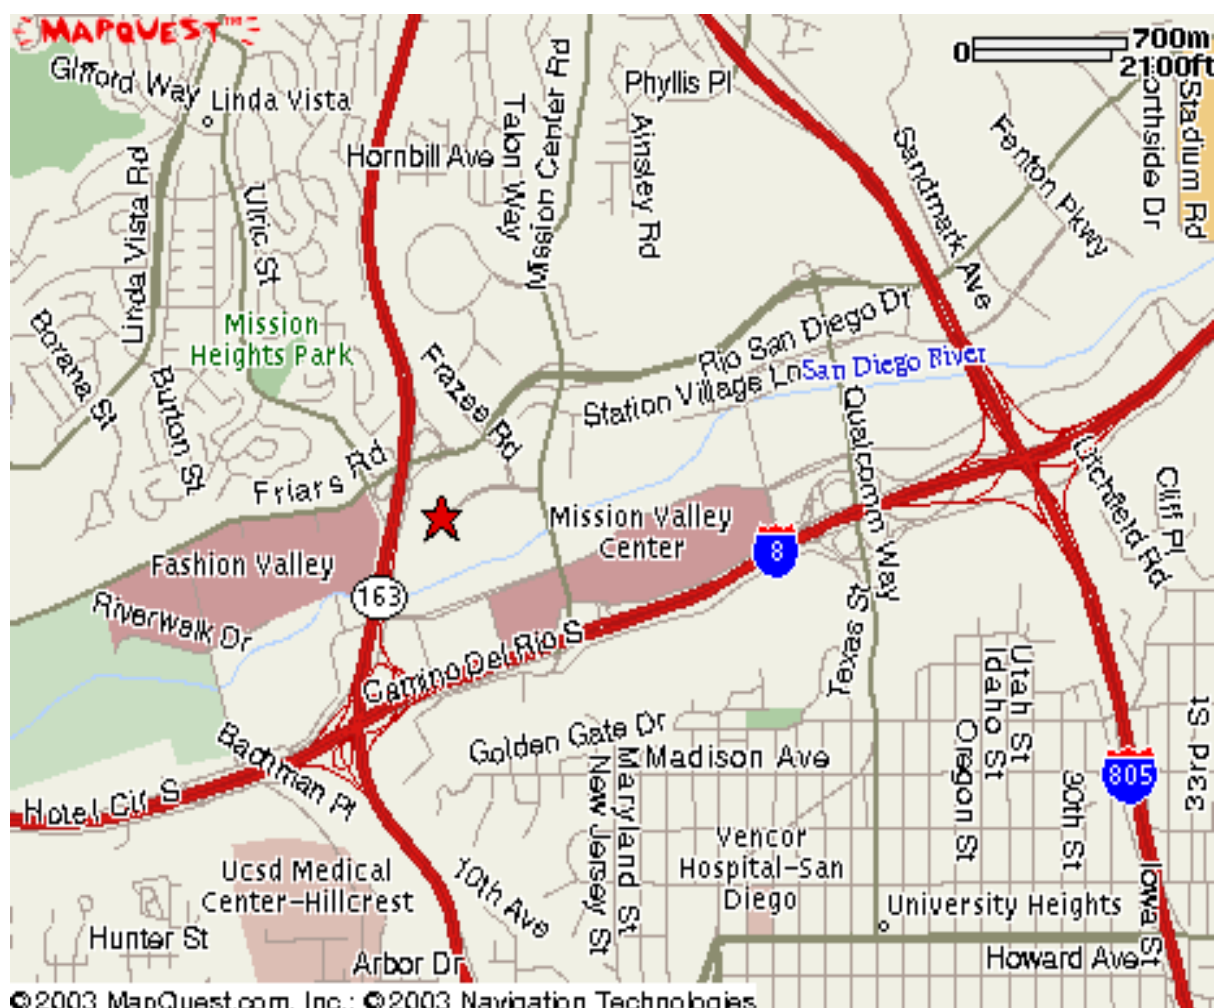 MAPQUEST™
0 700m
2100ft
Gifford Way
Linda Vista
Phyllis Pl
Hornbill Ave
Talon Way
Mission Center Rd
Ainsley Rd
Sandmark Ave
Fenton Pkwy
Stadium Rd
Linda Vista Rd
Ulric St
Borana St
Burton St
Mission
Heights Park
Frazee Rd
Rio San Diego Dr
Station Village Ln
San Diego River
Friars Rd
Qualcomm Way
Cliff Pl
Mission Valley
Center
8
Fashion Valley
163
Riverwalk Dr
Camino Del Rio S
Texas St
Utah St
Idaho St
Bachman Pl
Golden Gate Dr
Madison Ave
Oregon St
30th St
805
33rd St
Hotel Cir S
New Jersey St
Maryland St
Vencor
Hospital-San
Diego
Ucsd Medical
Center-Hillcrest
10th Ave
University Heights
Iowa St
Hunter St
Arbor Dr
Howard Ave
©2003 MapQuest.com, Inc.; ©2003 Navigation Technologies